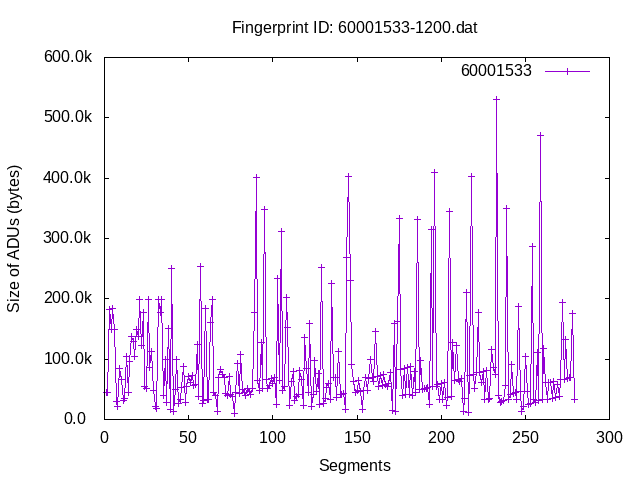 Fingerprint ID: 60001533-1200.dat
600.0k
60001533
500.0k
400.0k
300.0k
200.0k
100.0k
0.0
Size of ADUs (bytes)
0 50 100 150 200 250 300
Segments